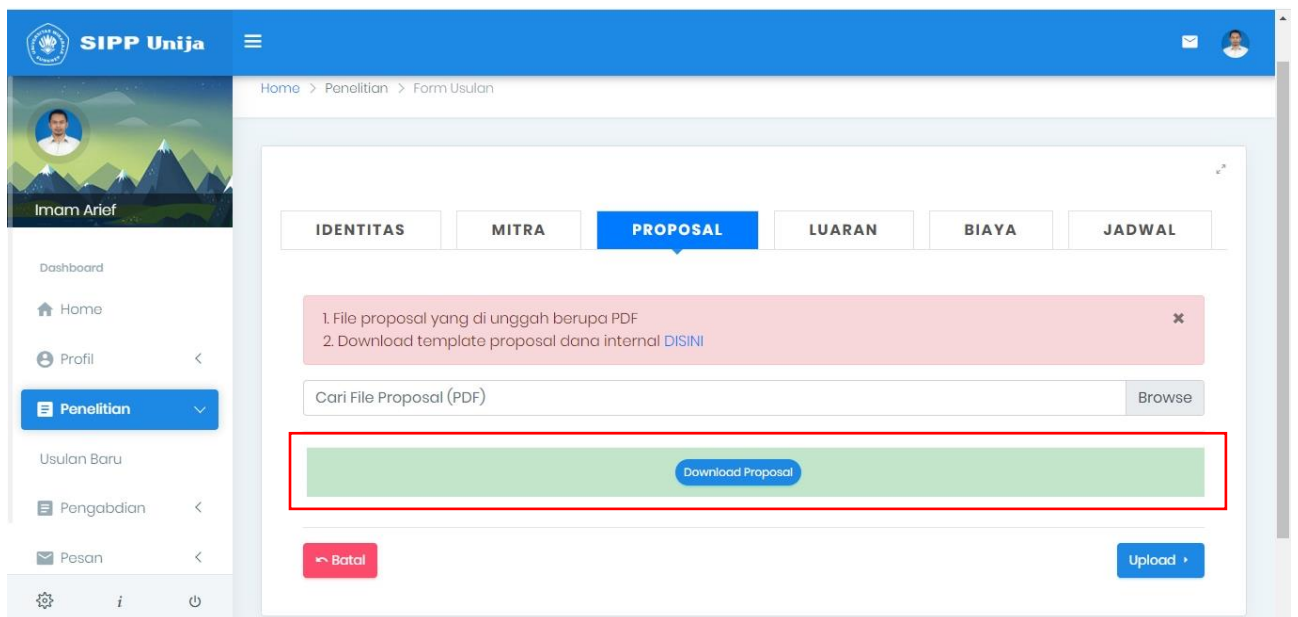 SIPP Unija
Home > Penelitian > Form Usulan
Imam Arief
Dashboard
Home
Profil
Penelitian
Usulan Baru
Pengabdian
Pesan
i
IDENTITAS
MITRA
PROPOSAL
LUARAN
BIAYA
JADWAL
1. File proposal yang di unggah berupa PDF
2. Download template proposal dana internal DISINI
Cari File Proposal (PDF)
Browse
Download Proposal
Batal
Upload